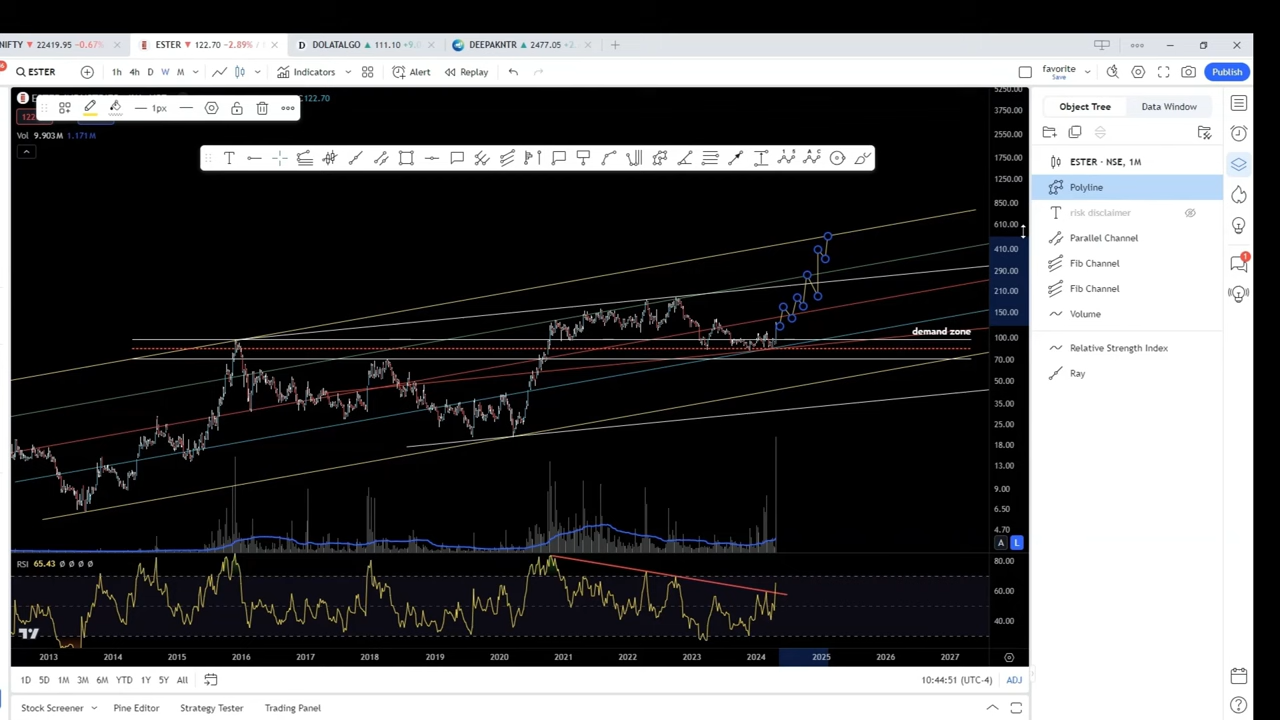 NIFTY ▼ 22419.95 −0.67%
ESTER ▼ 122.70 −2.89%
DOLATALGO ▲ 111.10
DEEPAKNTR ▲ 2477.05
ESTER
1h 4h D W M
Indicators
Alert
Replay
favorite
Save
Publish
1px
122.70
Vol 9.903M 1.171M
Object Tree
Data Window
ESTER · NSE, 1M
Polyline
risk disclaimer
Parallel Channel
Fib Channel
Fib Channel
Volume
Relative Strength Index
Ray
5250.00
3750.00
2550.00
1750.00
1250.00
850.00
610.00
410.00
290.00
210.00
150.00
demand zone
100.00
70.00
50.00
35.00
25.00
18.00
13.00
9.00
6.50
4.70
A L
RSI 65.43 Ø Ø Ø Ø
80.00
60.00
40.00
2013 2014 2015 2016 2017 2018 2019 2020 2021 2022 2023 2024 2025 2026 2027
1D 5D 1M 3M 6M YTD 1Y 5Y All
10:44:51 (UTC-4)
ADJ
Stock Screener
Pine Editor
Strategy Tester
Trading Panel